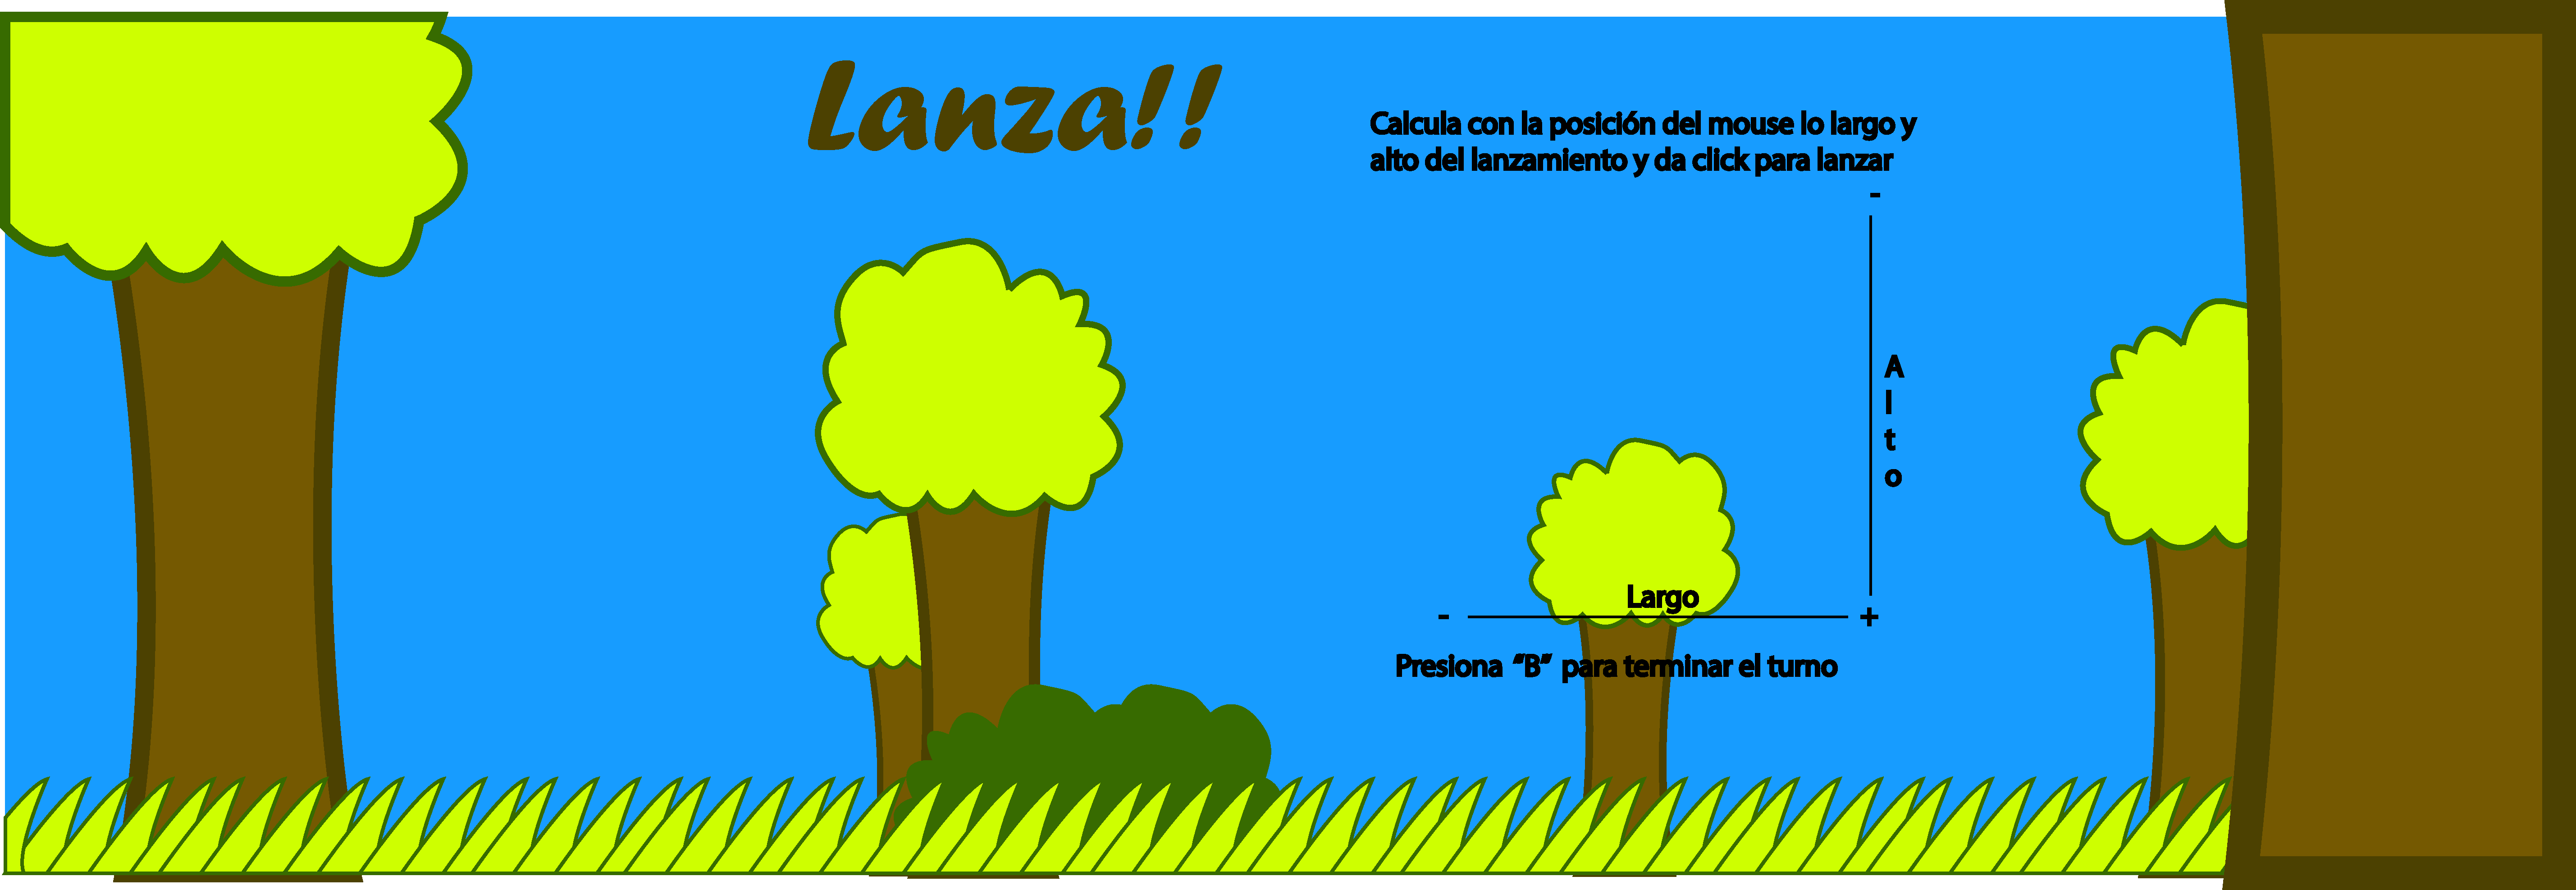 Lanza!!
Calcula con la posición del mouse lo largo y
alto del lanzamiento y da click para lanzar
-
A
l
t
o
Largo
- +
Presiona “B” para terminar el turno